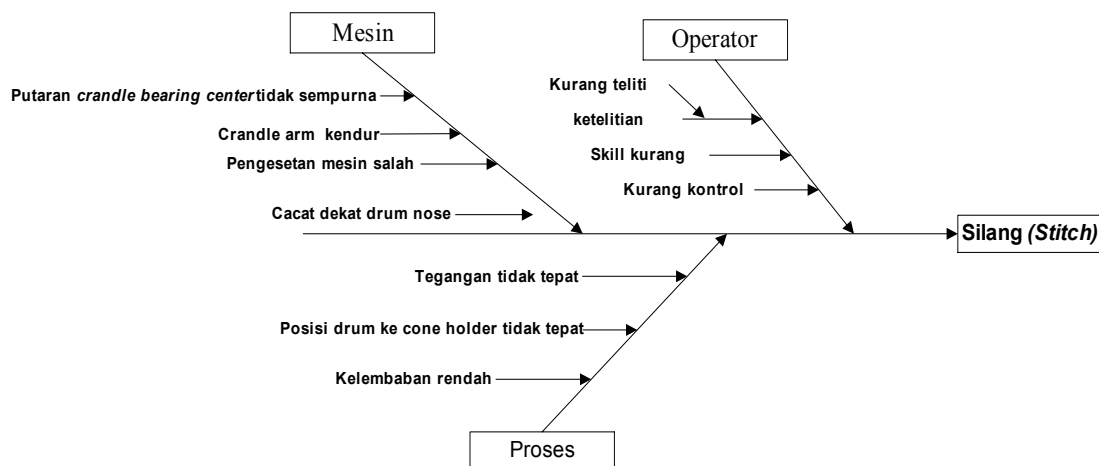 Mesin
Operator
Putaran crandle bearing center tidak sempurna
Crandle arm kendur
Pengesetan mesin salah
Cacat dekat drum nose
Kurang teliti
ketelitian
Skill kurang
Kurang kontrol
Silang (Stitch)
Tegangan tidak tepat
Posisi drum ke cone holder tidak tepat
Kelembaban rendah
Proses